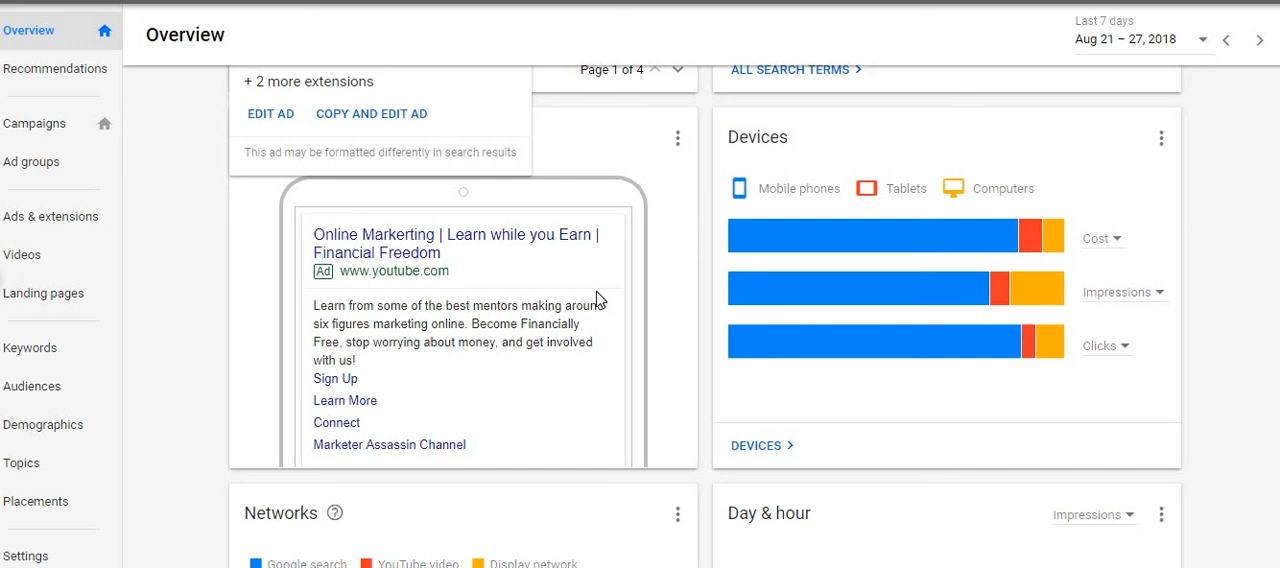 Overview
Recommendations
Campaigns
Ad groups
Ads & extensions
Videos
Landing pages
Keywords
Audiences
Demographics
Topics
Placements
Settings
Overview
Last 7 days
Aug 21 – 27, 2018
+ 2 more extensions
EDIT AD COPY AND EDIT AD
This ad may be formatted differently in search results
Page 1 of 4
ALL SEARCH TERMS
Online Markerting | Learn while you Earn |
Financial Freedom
Ad www.youtube.com
Learn from some of the best mentors making around
six figures marketing online. Become Financially
Free, stop worrying about money, and get involved
with us!
Sign Up
Learn More
Connect
Marketer Assassin Channel
Devices
Mobile phones Tablets Computers
Cost
Impressions
Clicks
DEVICES
Networks
Google search YouTube video Display network
Day & hour
Impressions